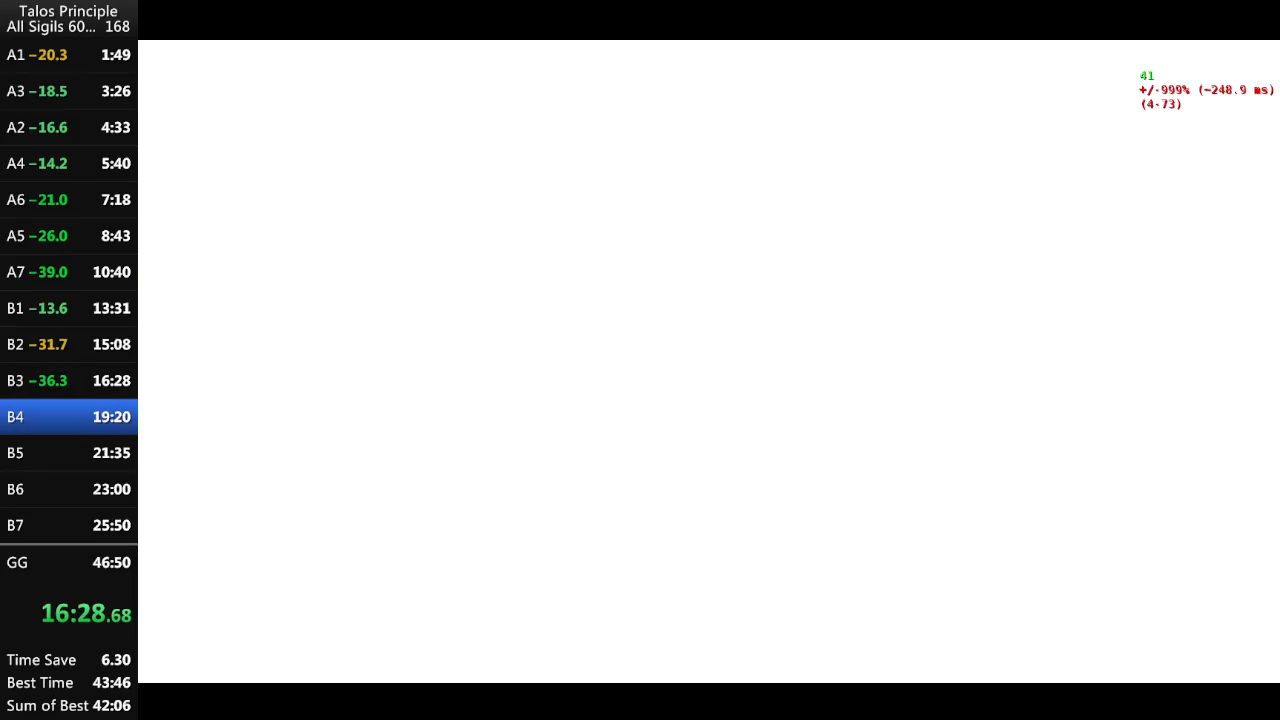 Talos Principle
All Sigils 60... 168
A1 −20.3 1:49
A3 −18.5 3:26
A2 −16.6 4:33
A4 −14.2 5:40
A6 −21.0 7:18
A5 −26.0 8:43
A7 −39.0 10:40
B1 −13.6 13:31
B2 −31.7 15:08
B3 −36.3 16:28
B4 19:20
B5 21:35
B6 23:00
B7 25:50
GG 46:50
16:28.68
Time Save 6.30
Best Time 43:46
Sum of Best 42:06
41
+/-999% (~248.9 ms)
(4-73)